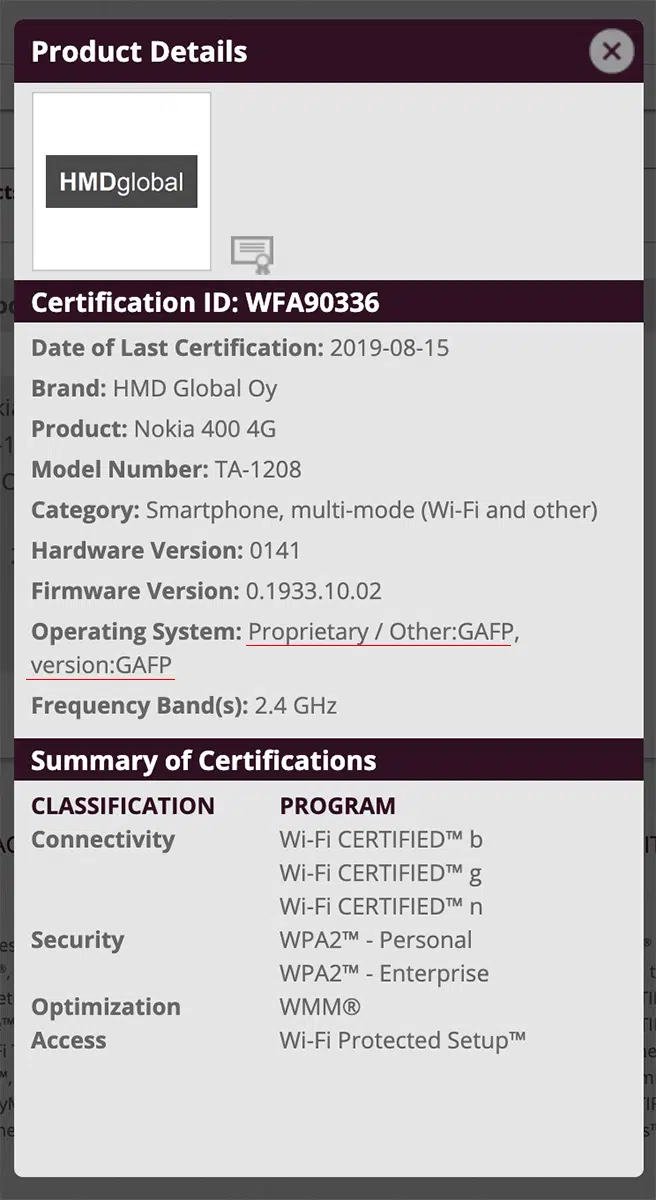 Product Details
HMDglobal
Certification ID: WFA90336
Date of Last Certification: 2019-08-15
Brand: HMD Global Oy
Product: Nokia 400 4G
Model Number: TA-1208
Category: Smartphone, multi-mode (Wi-Fi and other)
Hardware Version: 0141
Firmware Version: 0.1933.10.02
Operating System: Proprietary / Other:GAFP,
version:GAFP
Frequency Band(s): 2.4 GHz
Summary of Certifications
CLASSIFICATION PROGRAM
Connectivity Wi-Fi CERTIFIED™ b
Wi-Fi CERTIFIED™ g
Wi-Fi CERTIFIED™ n
Security WPA2™ - Personal
WPA2™ - Enterprise
Optimization WMM®
Access Wi-Fi Protected Setup™